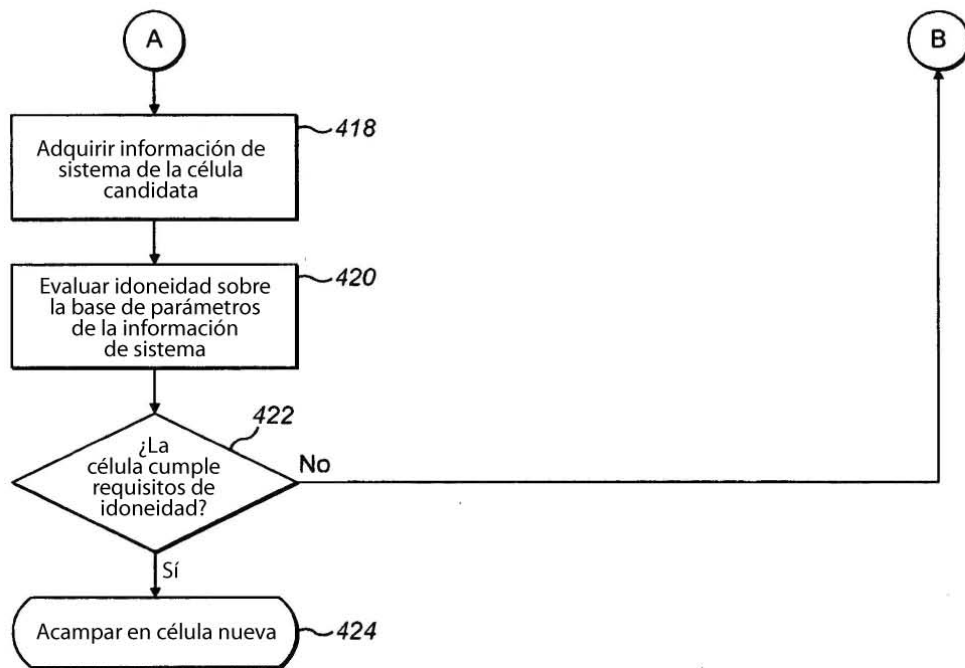 A
B
Adquirir información de
sistema de la célula
candidata
418
Evaluar idoneidad sobre
la base de parámetros
de la información
de sistema
420
422
¿La
célula cumple
requisitos de
idoneidad?
No
Sí
Acampar en célula nueva
424